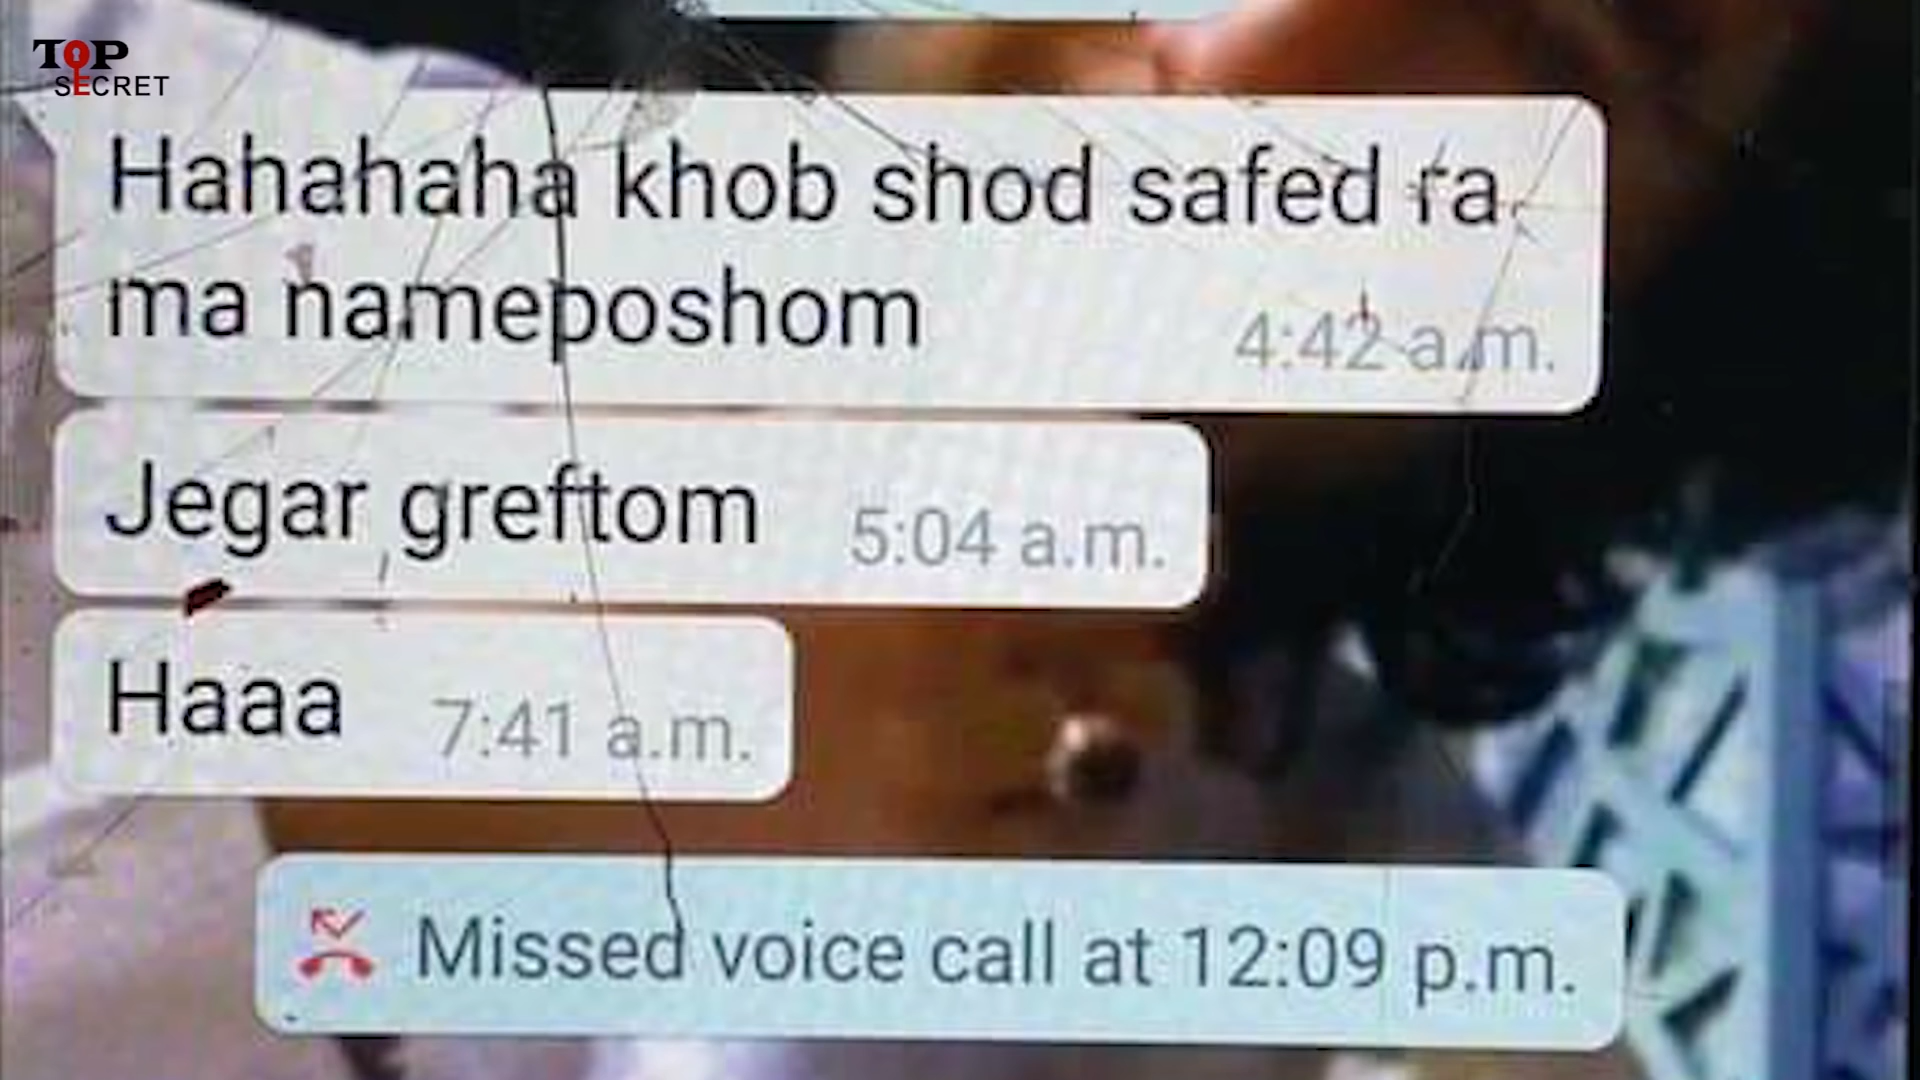 TOP
SECRET
Hahahaha khob shod safed ra
ma nameposhom
4:42 a.m.
Jegar greftom 5:04 a.m.
Haaa 7:41 a.m.
Missed voice call at 12:09 p.m.